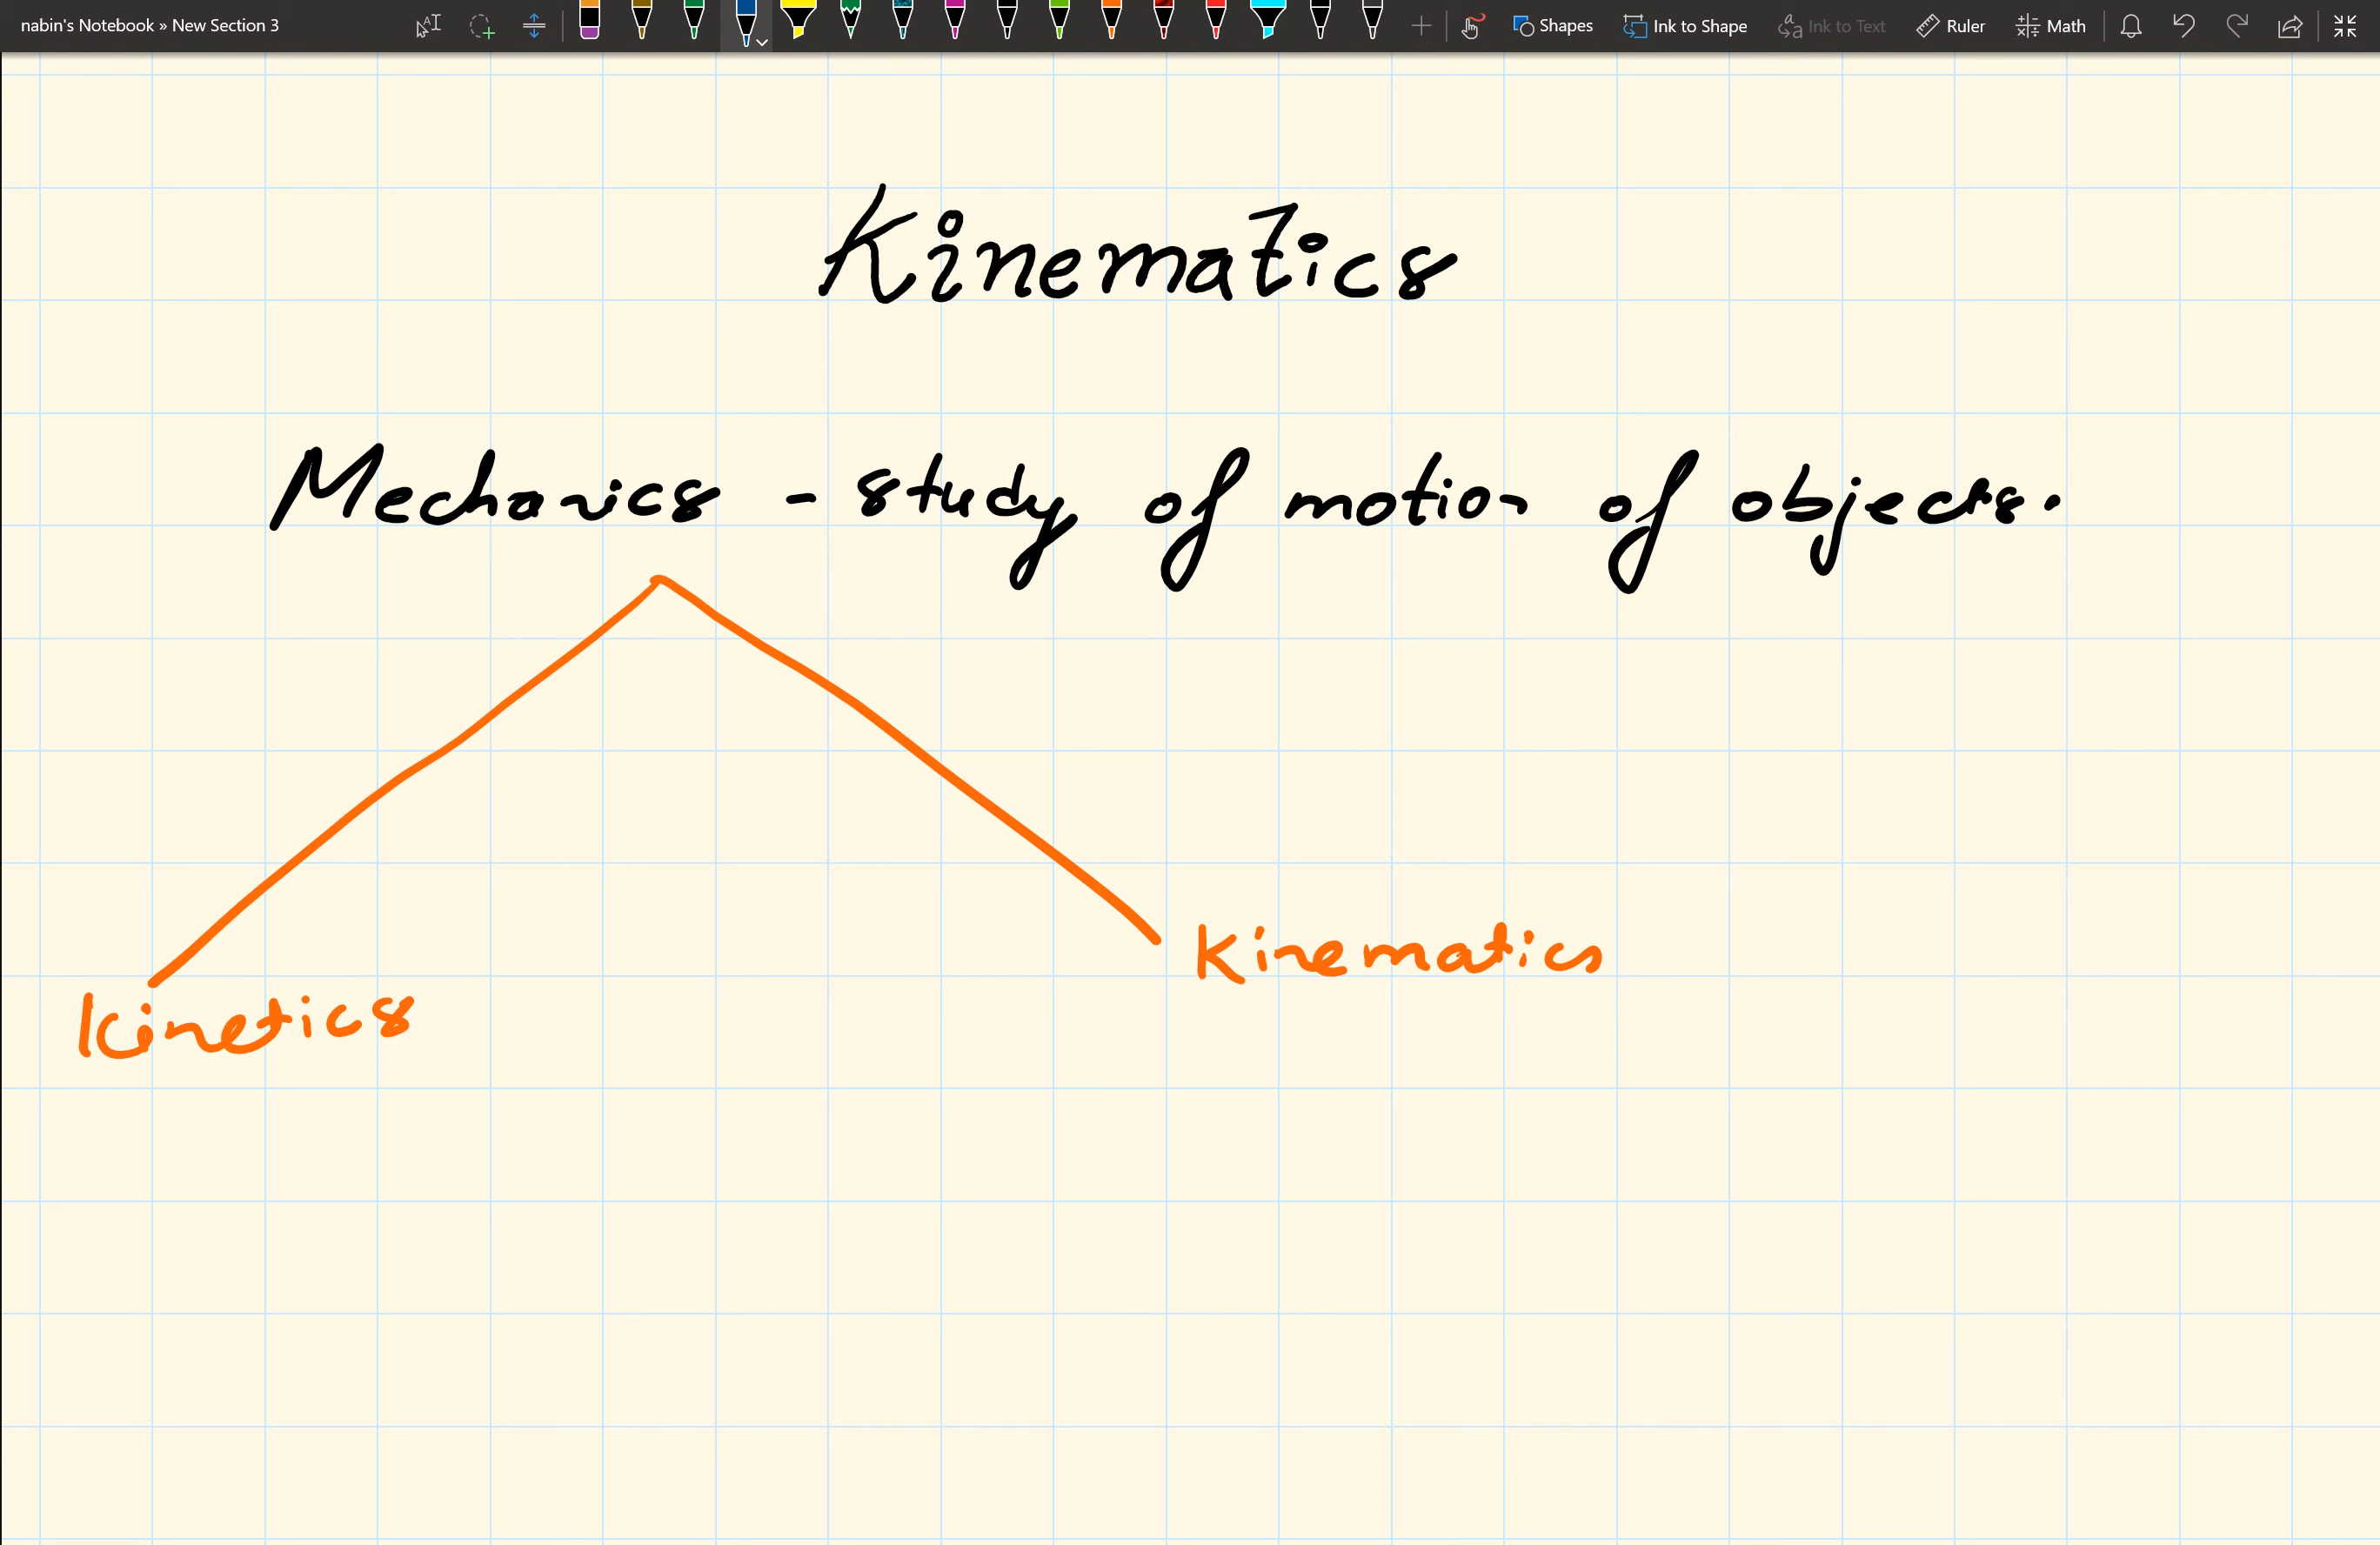 nabin's Notebook » New Section 3
Shapes
Ink to Shape
Ink to Text
Ruler
Math
Kinematics
Mechanics - study of motion of objects.
Kinematics
Kinetics